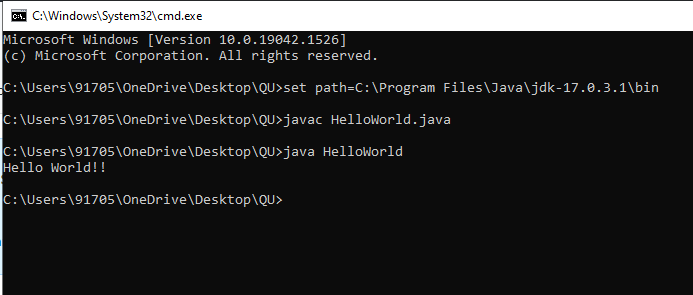 C:\Windows\System32\cmd.exe
Microsoft Windows [Version 10.0.19042.1526]
(c) Microsoft Corporation. All rights reserved.
C:\Users\91705\OneDrive\Desktop\QU>set path=C:\Program Files\Java\jdk-17.0.3.1\bin
C:\Users\91705\OneDrive\Desktop\QU>javac HelloWorld.java
C:\Users\91705\OneDrive\Desktop\QU>java HelloWorld
Hello World!!
C:\Users\91705\OneDrive\Desktop\QU>